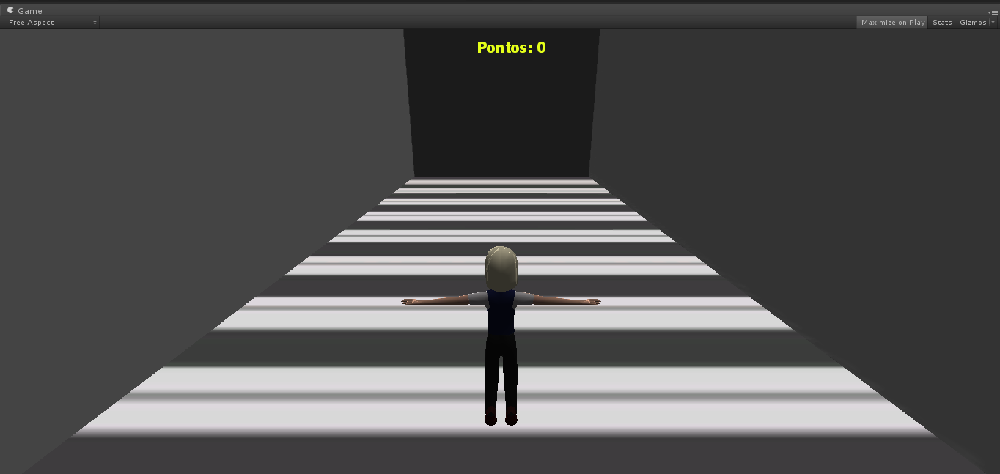 Game
Free Aspect
Maximize on Play Stats Gizmos
Pontos: 0